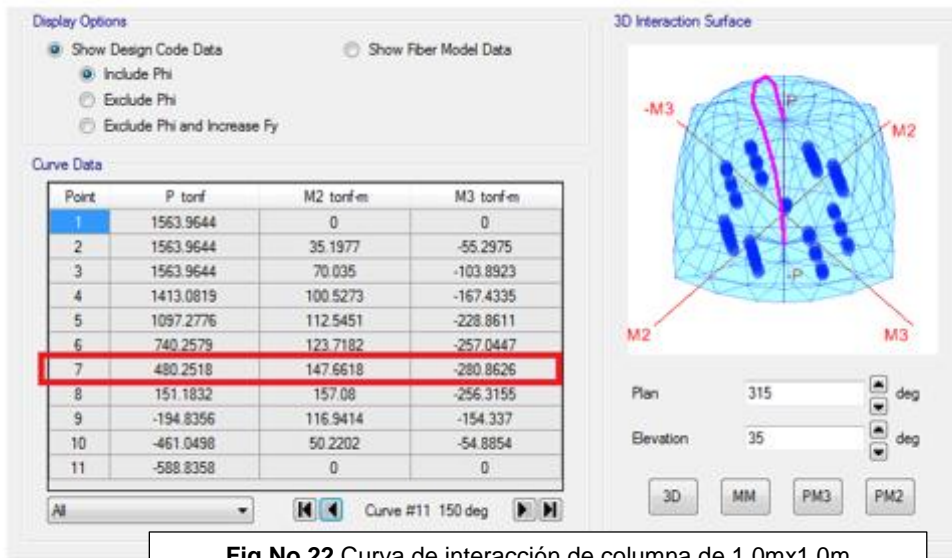 Display Options
Show Design Code Data
Show Fiber Model Data
Include Phi
Exclude Phi
Exclude Phi and Increase Fy
Curve Data
Point P tonf M2 tonf-m M3 tonf-m
1 1563.9644 0 0
2 1563.9644 35.1977 -55.2975
3 1563.9644 70.035 -103.8923
4 1413.0819 100.5273 -167.4335
5 1097.2776 112.5451 -228.8611
6 740.2579 123.7182 -257.0447
7 480.2518 147.6618 -280.8626
8 151.1832 157.08 -256.3155
9 -194.8356 116.9414 -154.337
10 -461.0498 50.2202 -54.8854
11 -588.8358 0 0
All
Curve #11 150 deg
3D Interaction Surface
P
-M3
M2
-P
M2
M3
Plan 315 deg
Elevation 35 deg
3D MM PM3 PM2
Fig No 22 Curva de interacción de columna de 1.0mx1.0m